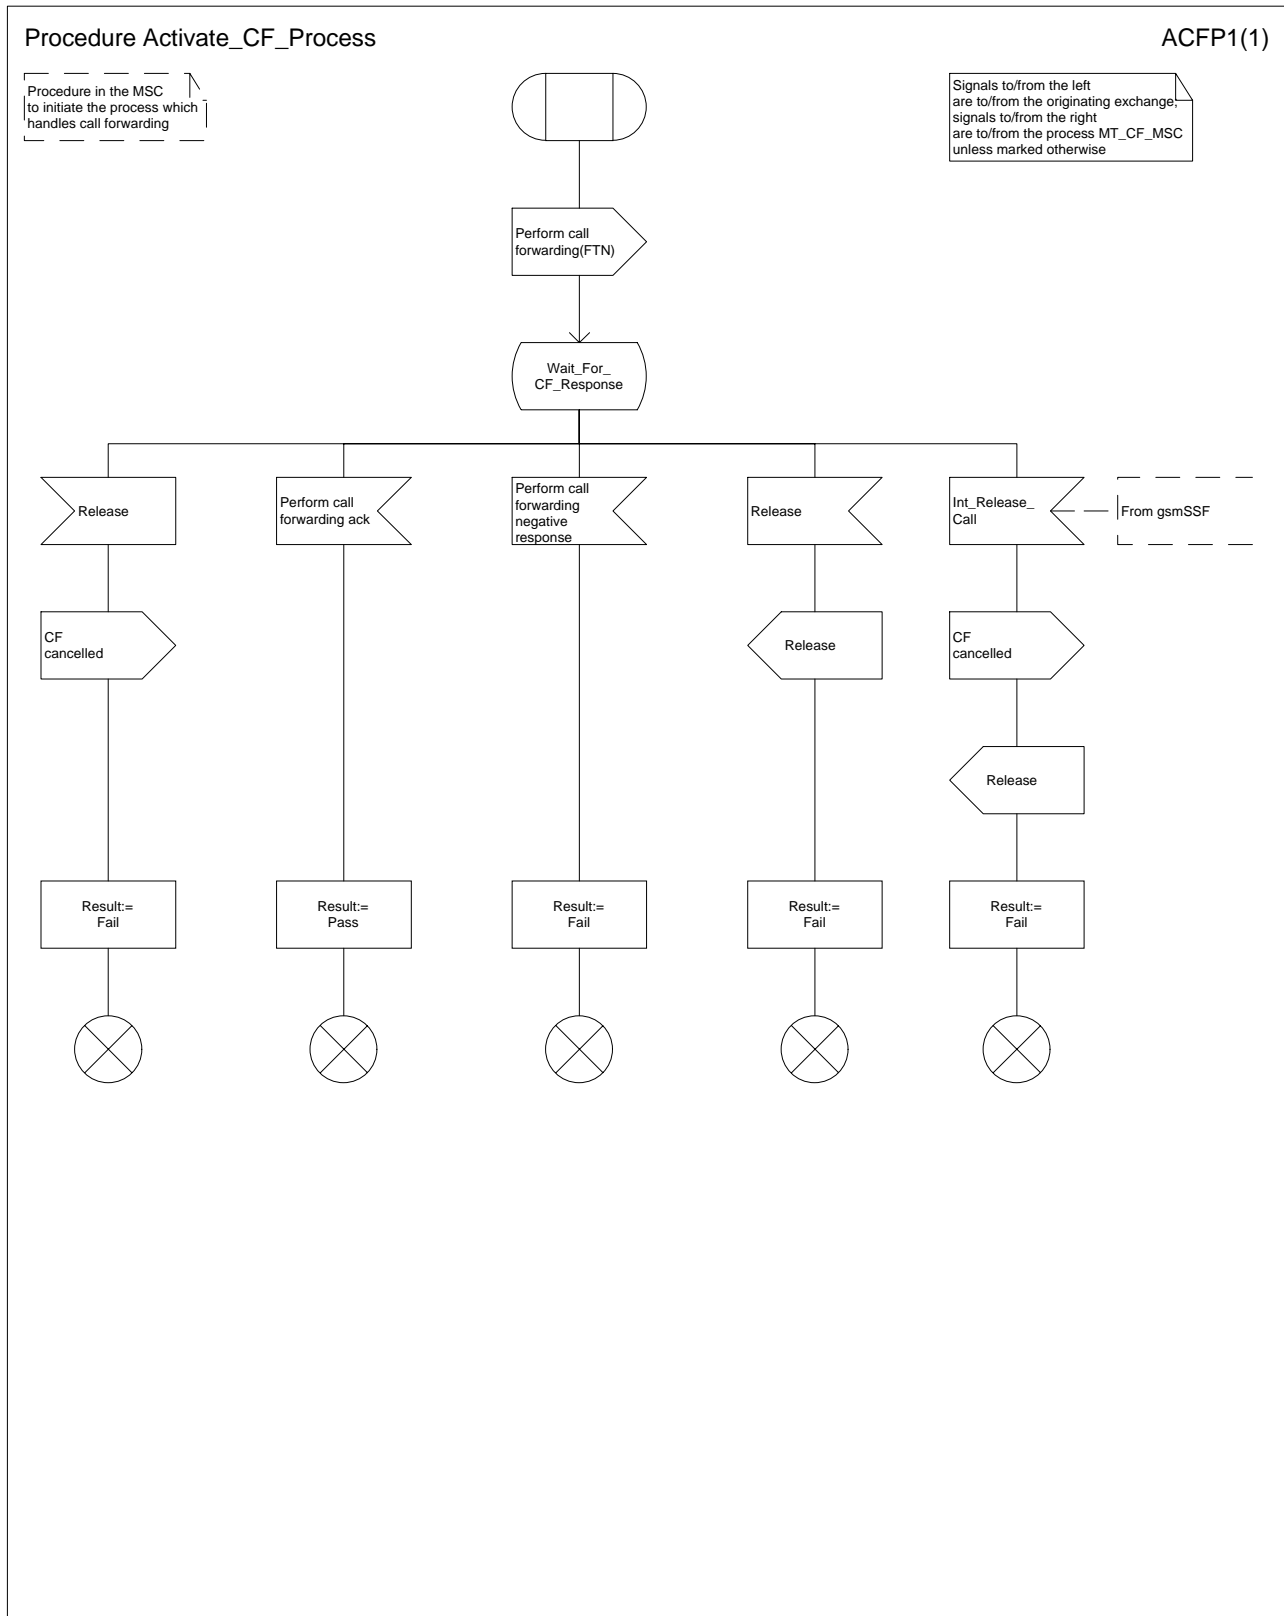 Procedure Activate_CF_Process
ACFP1(1)
Procedure in the MSC
to initiate the process which
handles call forwarding
Signals to/from the left
are to/from the originating exchange;
signals to/from the right
are to/from the process MT_CF_MSC
unless marked otherwise
Perform call
forwarding(FTN)
Wait_For_
CF_Response
Release
Perform call
forwarding ack
Perform call
forwarding
negative
response
Release
Int_Release_
Call
From gsmSSF
CF
cancelled
Release
CF
cancelled
Release
Result:=
Fail
Result:=
Pass
Result:=
Fail
Result:=
Fail
Result:=
Fail